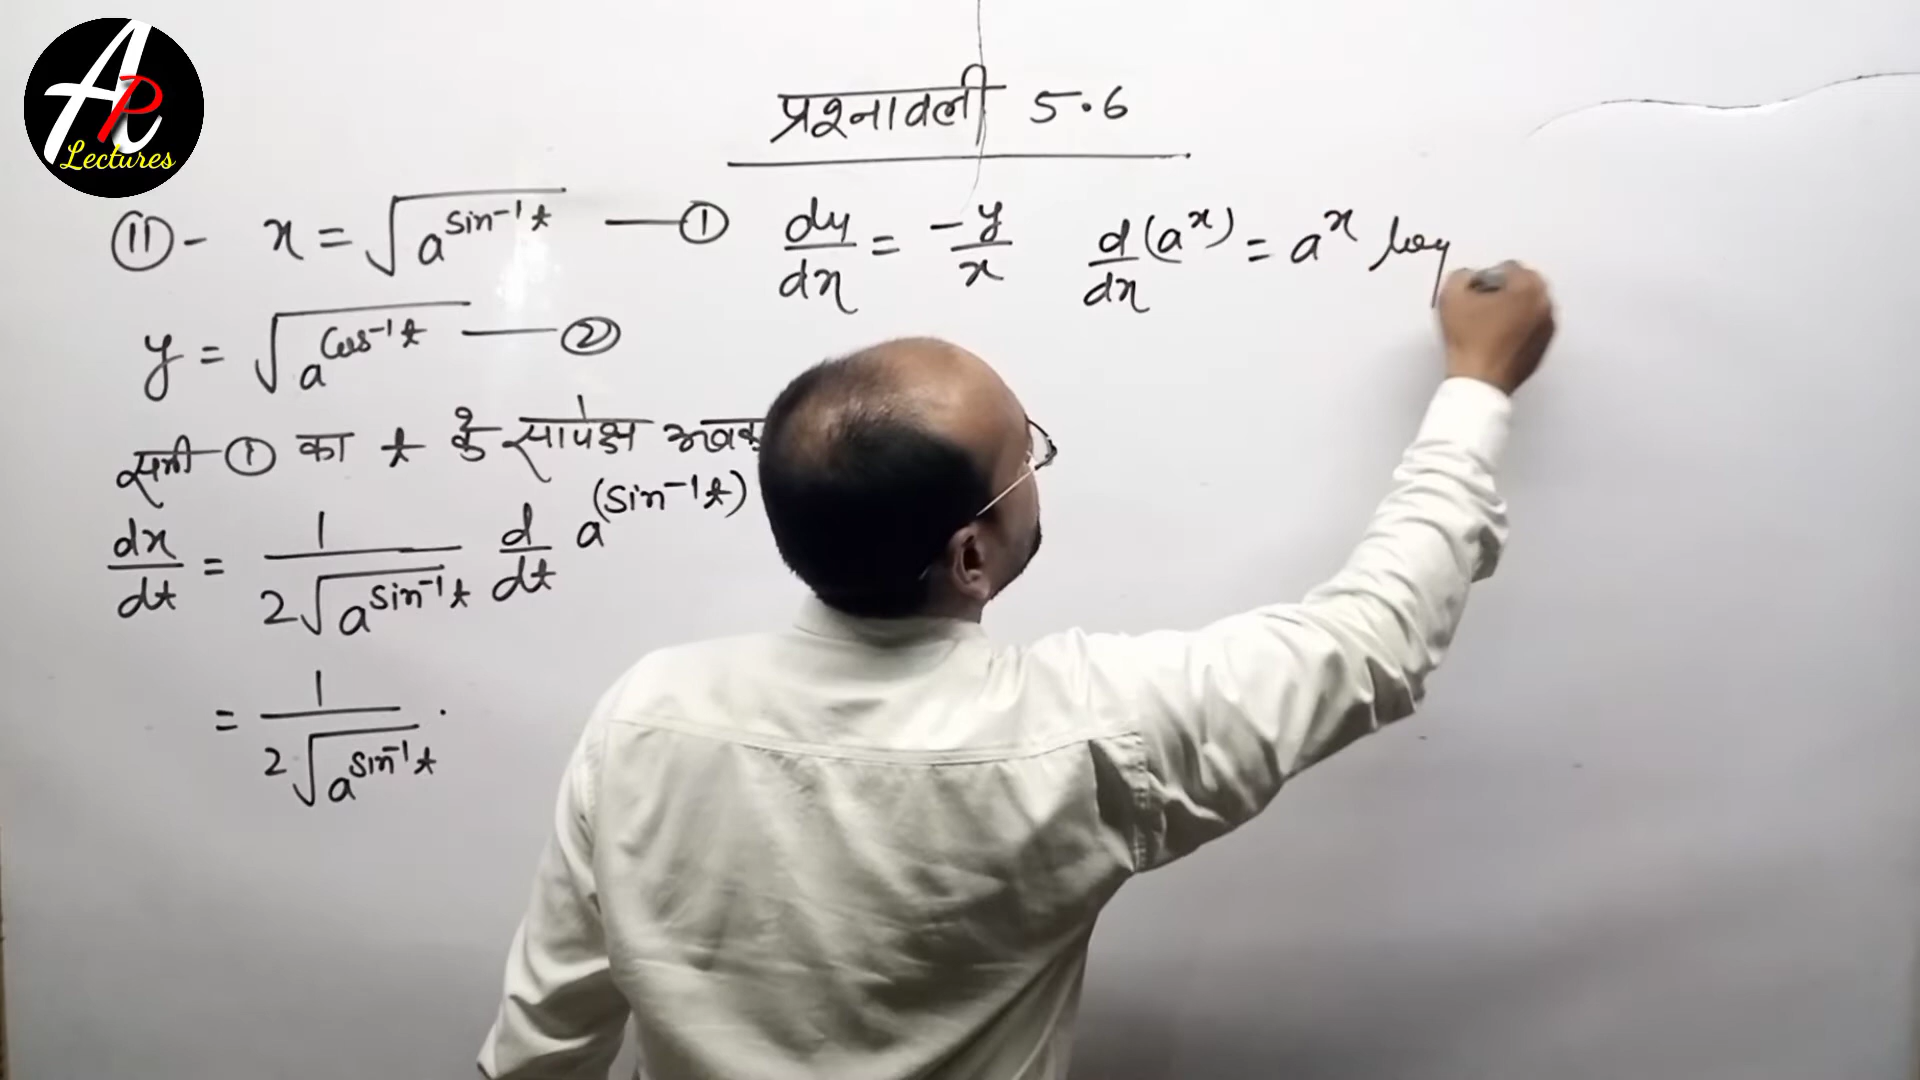 AR
Lectures
प्रश्नावली 5.6
(11)- x = √(a^(Sin⁻¹t)) —— ①
dy/dx = -y/x
d/dx (a^x) = a^x log
y = √(a^(Cos⁻¹t)) —— ②
समी ① का t के सापेक्ष
dx/dt = 1/(2√(a^(Sin⁻¹t))) d/dt a^(Sin⁻¹t)
= 1/(2√(a^(Sin⁻¹t))) .